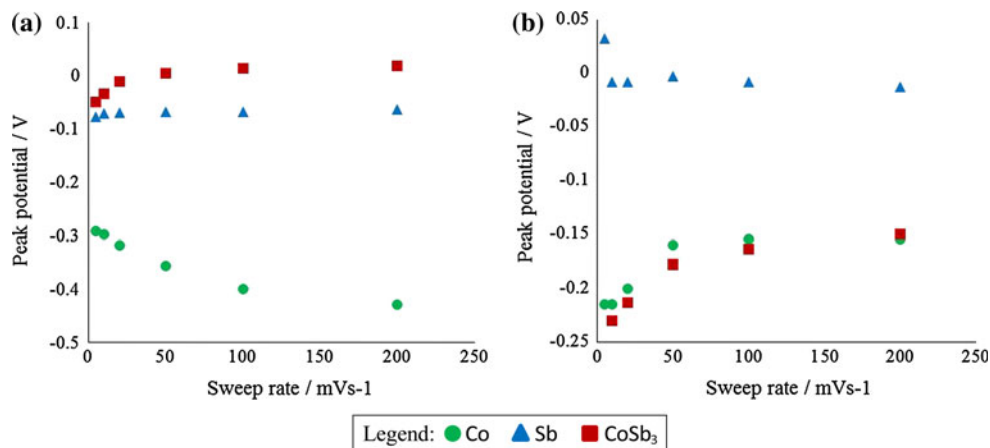 (a)
0.1
0
-0.1
-0.2
-0.3
-0.4
-0.5
Peak potential / V
0 50 100 150 200 250
Sweep rate / mVs-1
(b)
0.05
0
-0.05
-0.1
-0.15
-0.2
-0.25
Peak potential / V
0 50 100 150 200 250
Sweep rate / mVs-1
Legend: Co Sb CoSb₃